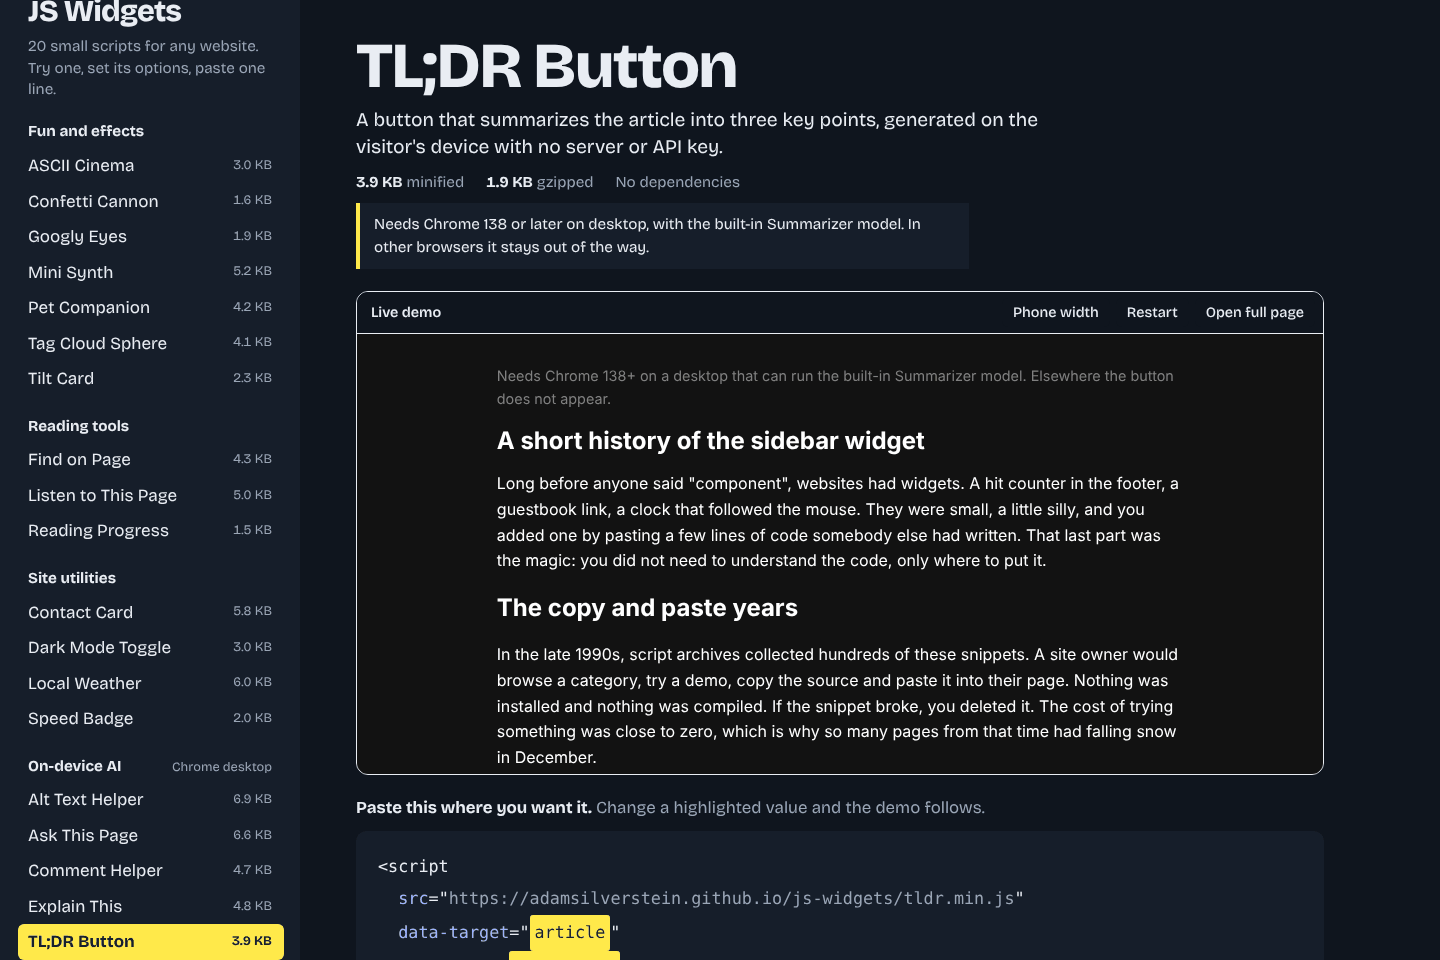 JS Widgets
20 small scripts for any website.
Try one, set its options, paste one
line.
Fun and effects
ASCII Cinema 3.0 KB
Confetti Cannon 1.6 KB
Googly Eyes 1.9 KB
Mini Synth 5.2 KB
Pet Companion 4.2 KB
Tag Cloud Sphere 4.1 KB
Tilt Card 2.3 KB
Reading tools
Find on Page 4.3 KB
Listen to This Page 5.0 KB
Reading Progress 1.5 KB
Site utilities
Contact Card 5.8 KB
Dark Mode Toggle 3.0 KB
Local Weather 6.0 KB
Speed Badge 2.0 KB
On-device AI Chrome desktop
Alt Text Helper 6.9 KB
Ask This Page 6.6 KB
Comment Helper 4.7 KB
Explain This 4.8 KB
TL;DR Button 3.9 KB
TL;DR Button
A button that summarizes the article into three key points, generated on the
visitor's device with no server or API key.
3.9 KB minified 1.9 KB gzipped No dependencies
Needs Chrome 138 or later on desktop, with the built-in Summarizer model. In
other browsers it stays out of the way.
Live demo Phone width Restart Open full page
Needs Chrome 138+ on a desktop that can run the built-in Summarizer model. Elsewhere the button
does not appear.
A short history of the sidebar widget
Long before anyone said "component", websites had widgets. A hit counter in the footer, a
guestbook link, a clock that followed the mouse. They were small, a little silly, and you
added one by pasting a few lines of code somebody else had written. That last part was
the magic: you did not need to understand the code, only where to put it.
The copy and paste years
In the late 1990s, script archives collected hundreds of these snippets. A site owner would
browse a category, try a demo, copy the source and paste it into their page. Nothing was
installed and nothing was compiled. If the snippet broke, you deleted it. The cost of trying
something was close to zero, which is why so many pages from that time had falling snow
in December.
Paste this where you want it. Change a highlighted value and the demo follows.
<script
src="https://adamsilverstein.github.io/js-widgets/tldr.min.js"
data-target="article"